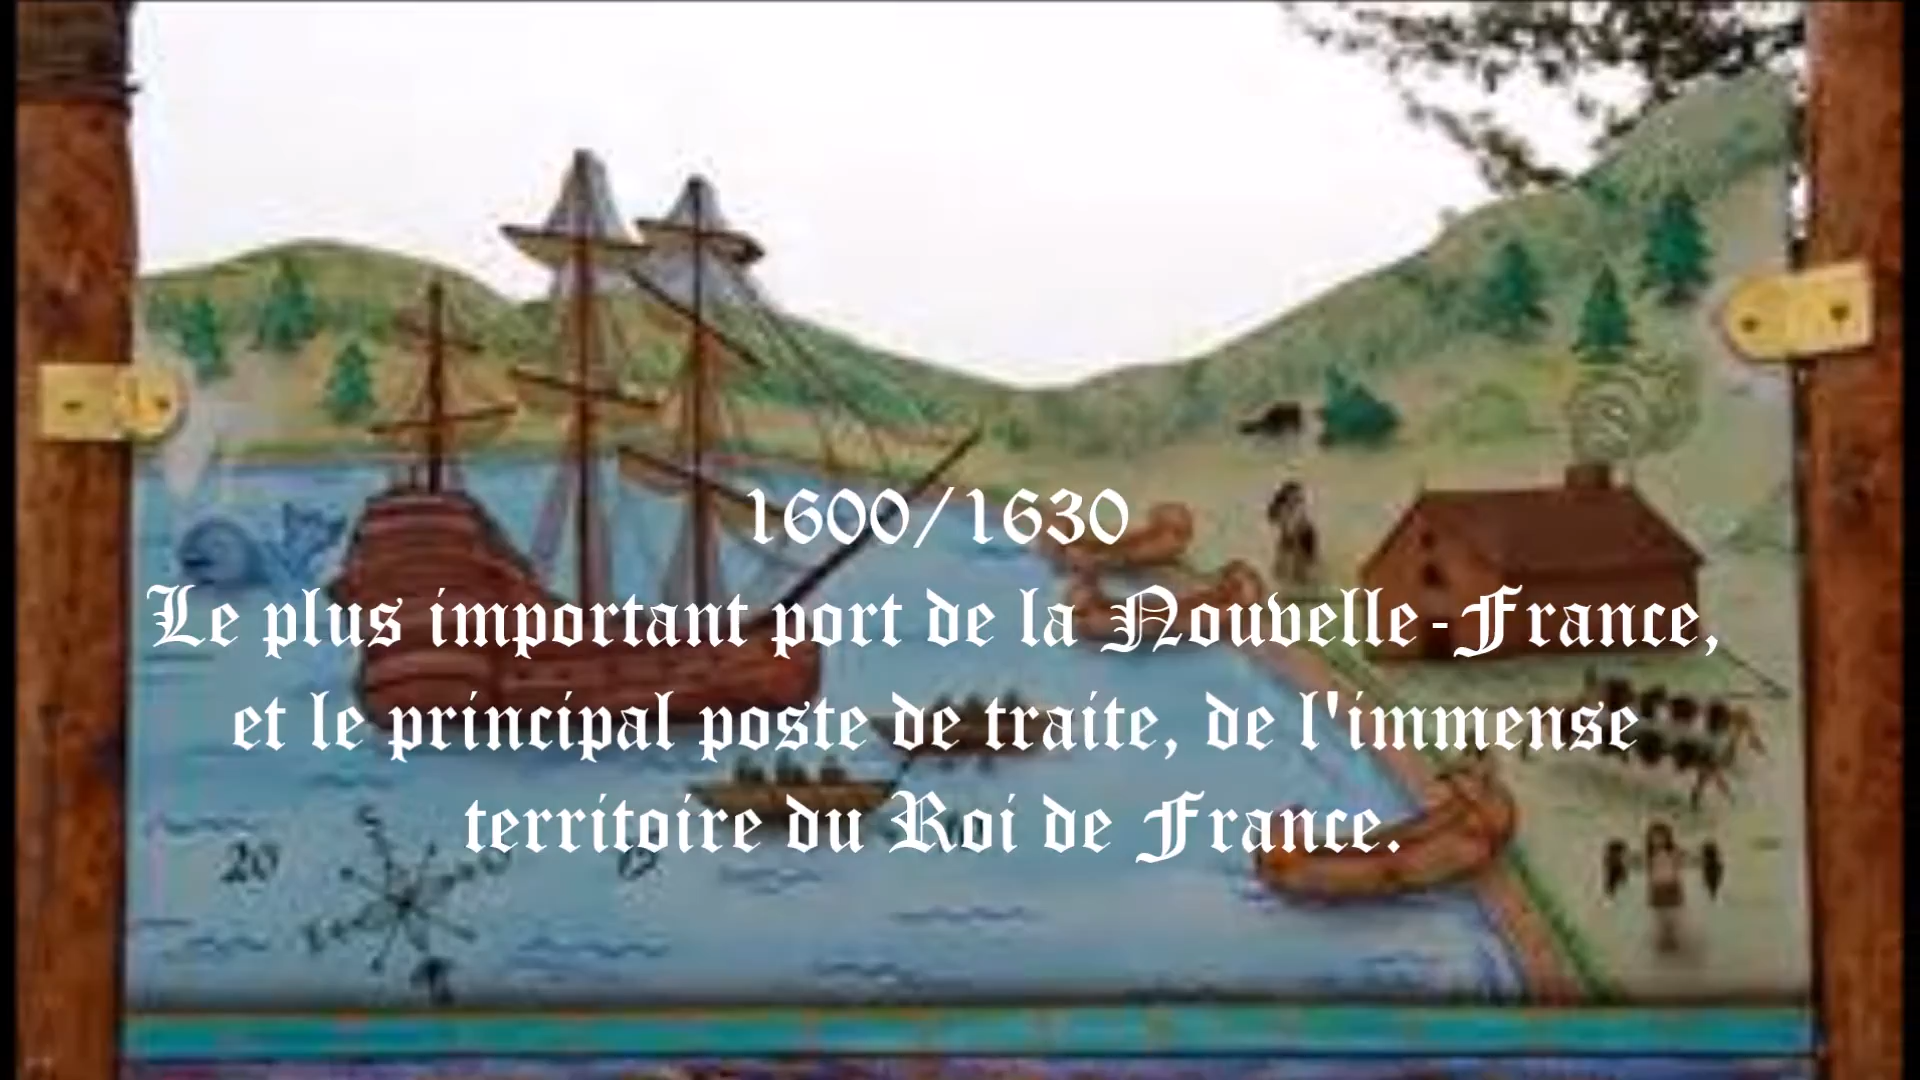 1600/1630
Le plus important port de la Nouvelle-France,
et le principal poste de traite, de l'immense
territoire du Roi de France.
20